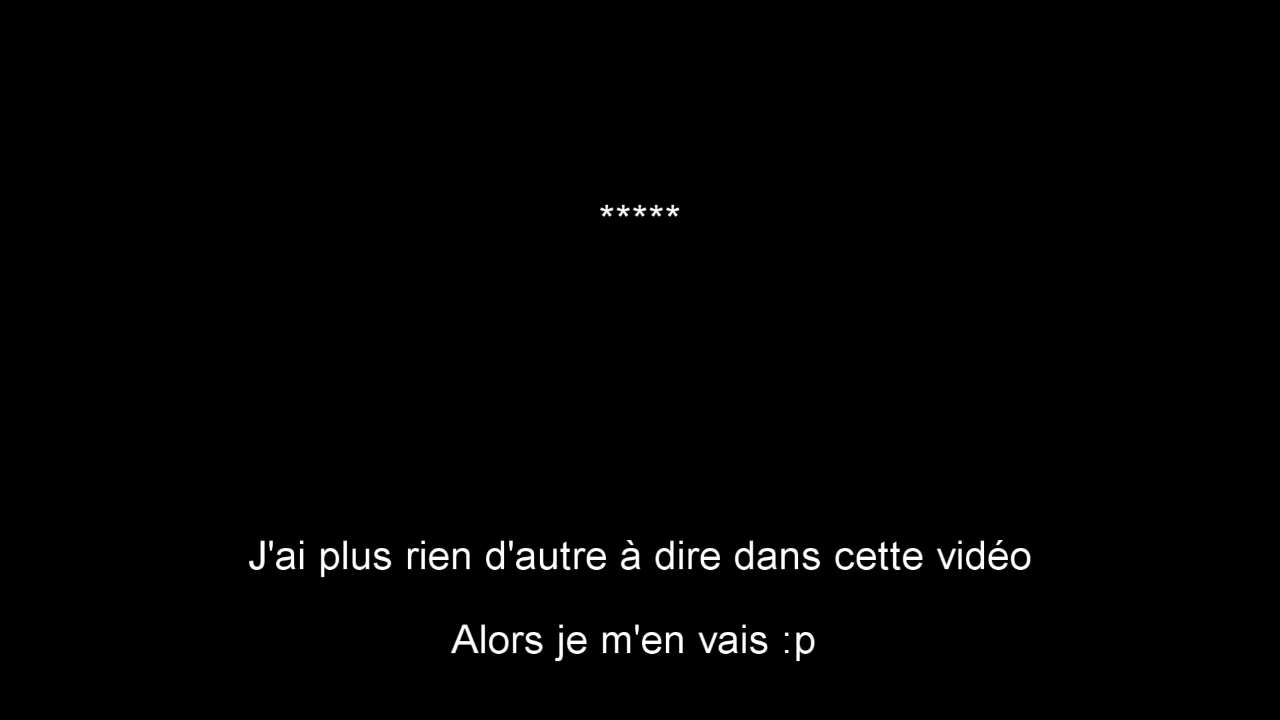 *****
J'ai plus rien d'autre à dire dans cette vidéo
Alors je m'en vais :p